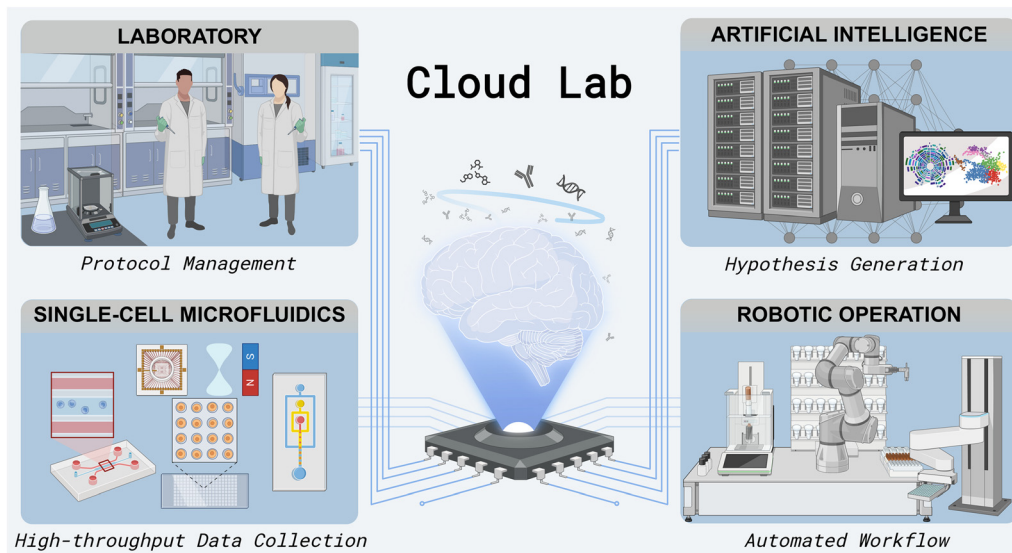 LABORATORY
Protocol Management
Cloud Lab
ARTIFICIAL INTELLIGENCE
Hypothesis Generation
SINGLE-CELL MICROFLUIDICS
S
N
High-throughput Data Collection
ROBOTIC OPERATION
Automated Workflow